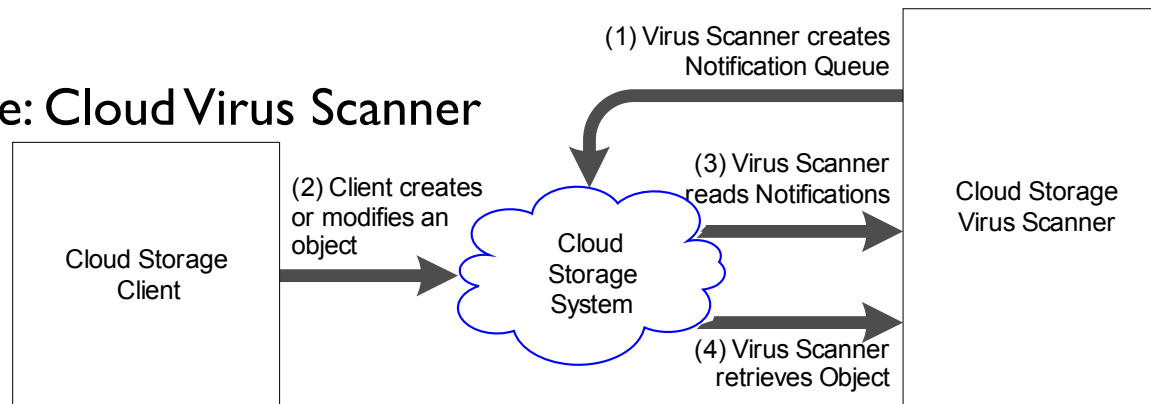 (1) Virus Scanner creates
Notification Queue
e: Cloud Virus Scanner
(2) Client creates
or modifies an
object
(3) Virus Scanner
reads Notifications
Cloud Storage
Client
Cloud
Storage
System
Cloud Storage
Virus Scanner
(4) Virus Scanner
retrieves Object